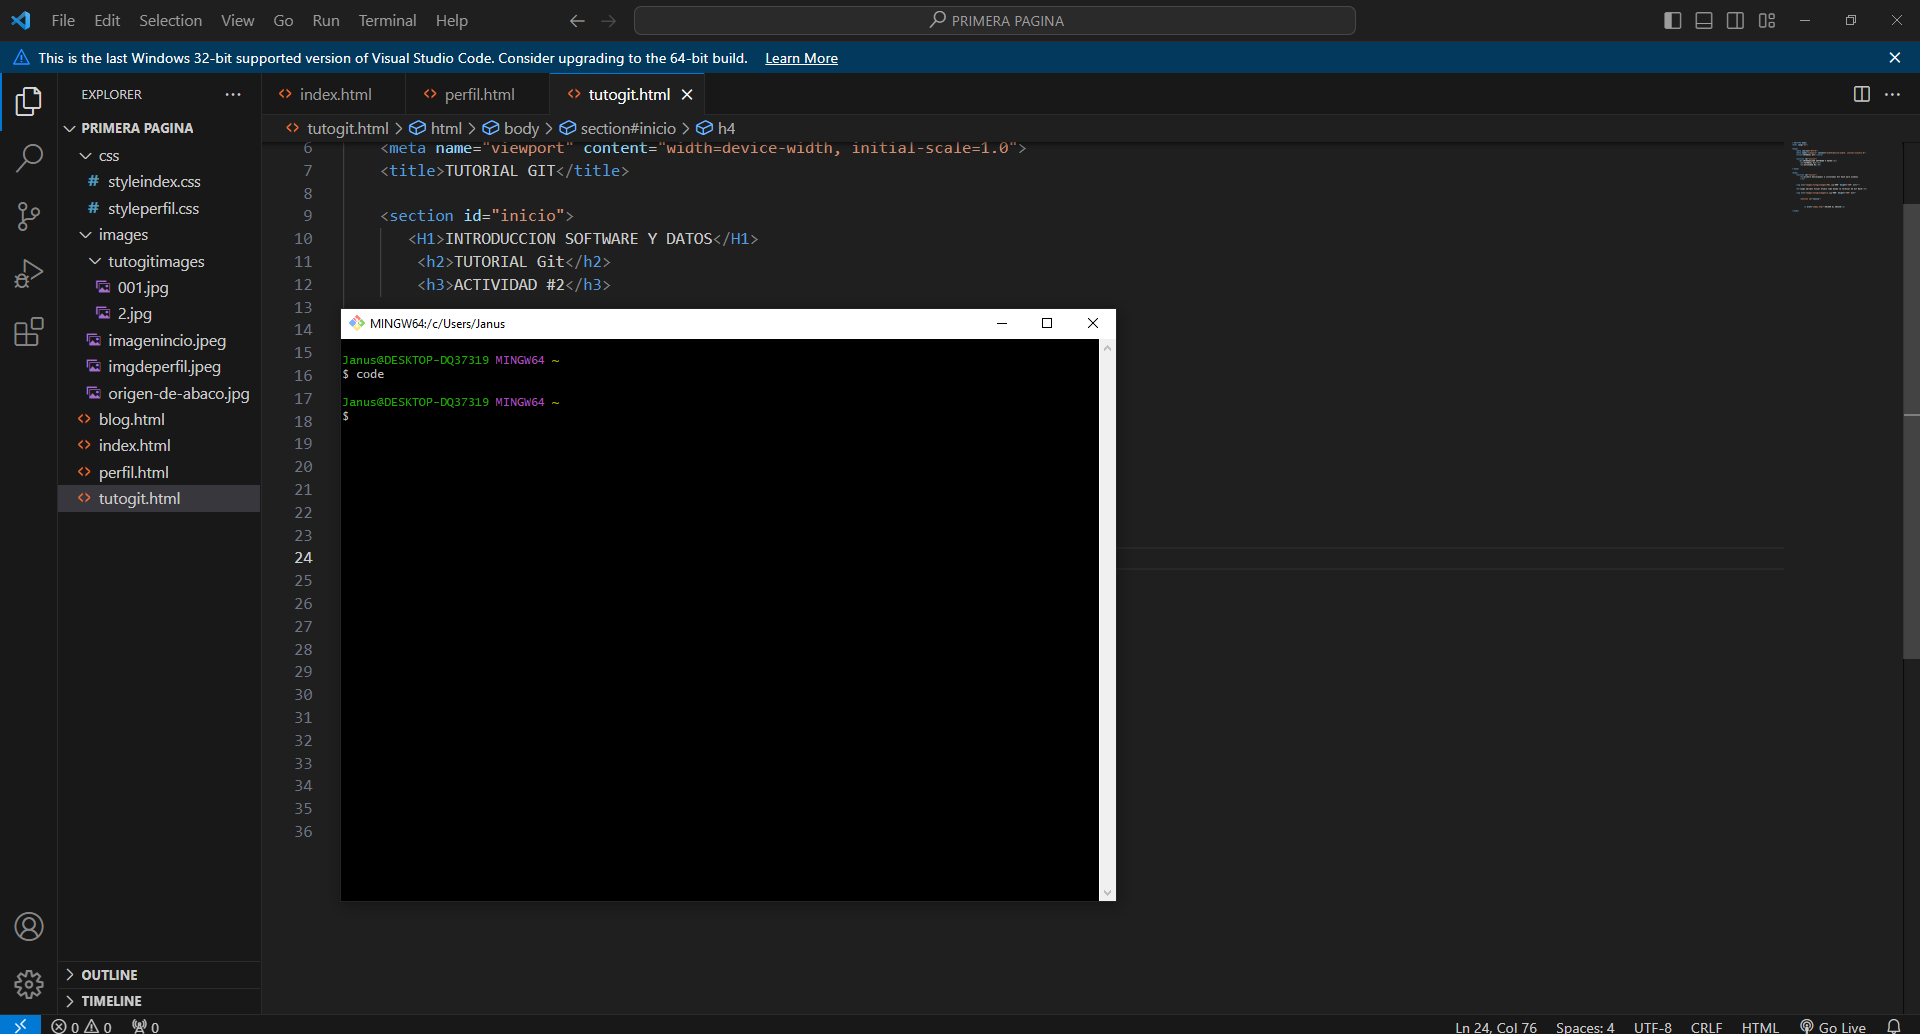 File Edit Selection View Go Run Terminal Help
PRIMERA PAGINA
This is the last Windows 32-bit supported version of Visual Studio Code. Consider upgrading to the 64-bit build. Learn More
EXPLORER
PRIMERA PAGINA
css
# styleindex.css
# styleperfil.css
images
tutogitimages
001.jpg
2.jpg
imagenincio.jpeg
imgdeperfil.jpeg
origen-de-abaco.jpg
<> blog.html
<> index.html
<> perfil.html
<> tutogit.html
OUTLINE
TIMELINE
<> index.html <> perfil.html <> tutogit.html
<> tutogit.html > html > body > section#inicio > h4
6 <meta name="viewport" content="width=device-width, initial-scale=1.0">
7 <title>TUTORIAL GIT</title>
8
9 <section id="inicio">
10 <H1>INTRODUCCION SOFTWARE Y DATOS</H1>
11 <h2>TUTORIAL Git</h2>
12 <h3>ACTIVIDAD #2</h3>
13
14
15
16
17
18
19
20
21
22
23
24
25
26
27
28
29
30
31
32
33
34
35
36
MINGW64:/c/Users/Janus
Janus@DESKTOP-DQ37319 MINGW64 ~
$ code
Janus@DESKTOP-DQ37319 MINGW64 ~
$
0 0 0
Ln 24, Col 76 Spaces: 4 UTF-8 CRLF HTML Go Live